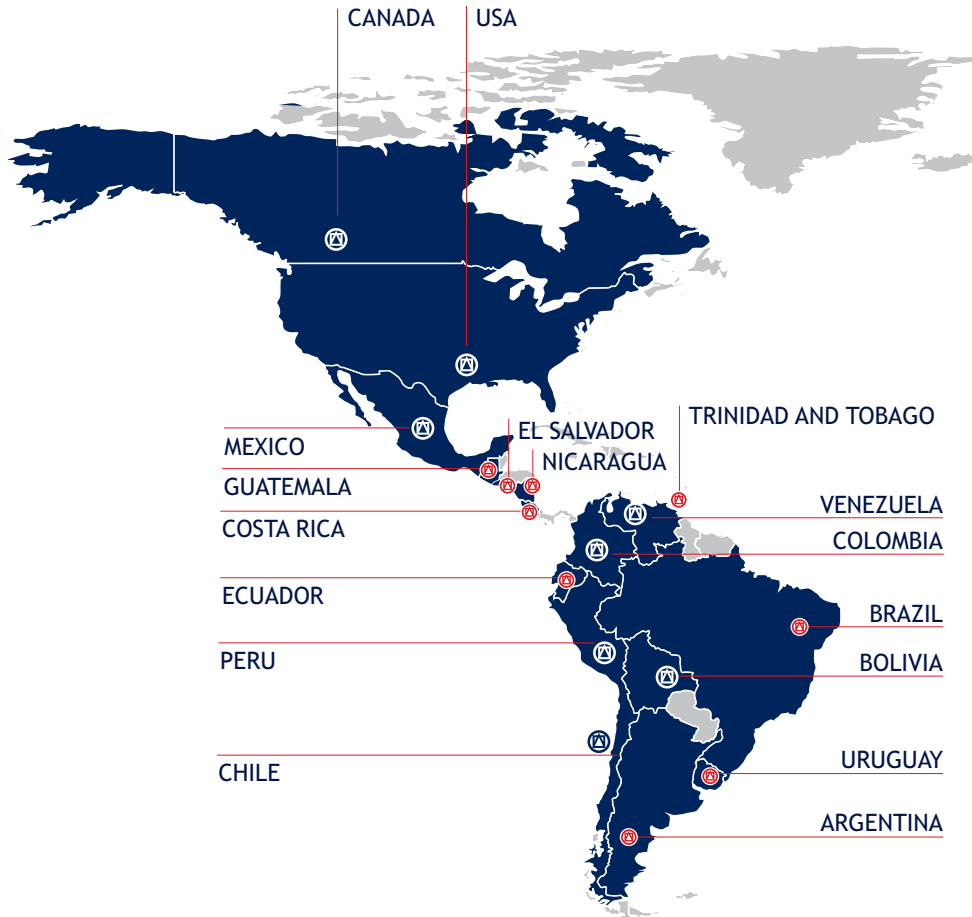 CANADA
USA
TRINIDAD AND TOBAGO
EL SALVADOR
MEXICO
NICARAGUA
GUATEMALA
VENEZUELA
COSTA RICA
COLOMBIA
ECUADOR
BRAZIL
PERU
BOLIVIA
URUGUAY
CHILE
ARGENTINA